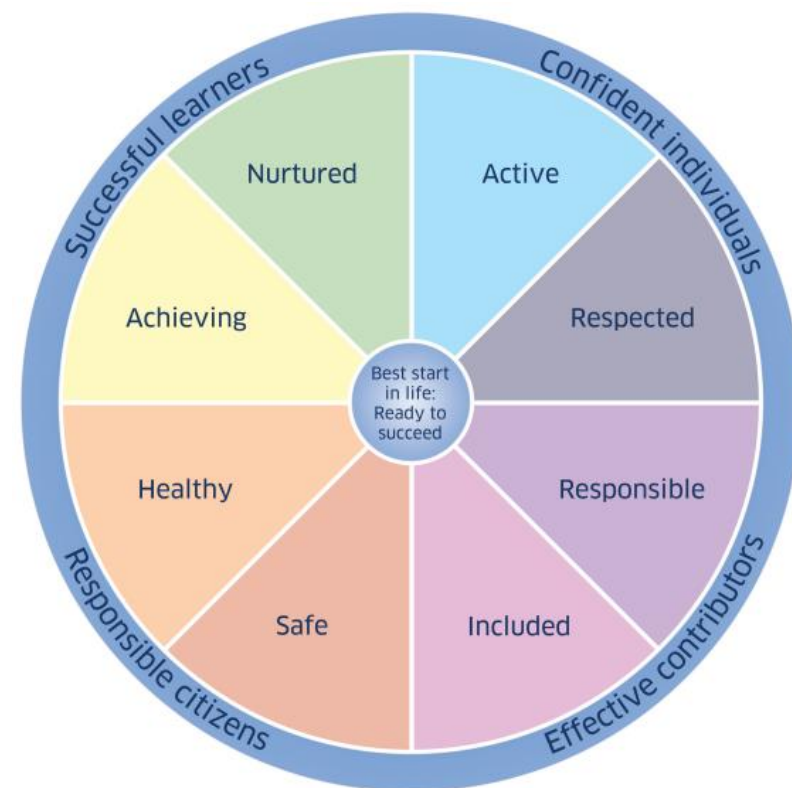 Successful learners
Confident individuals
Nurtured
Active
Achieving
Respected
Best start
in life:
Ready to
succeed
Healthy
Responsible
Safe
Included
Responsible citizens
Effective contributors